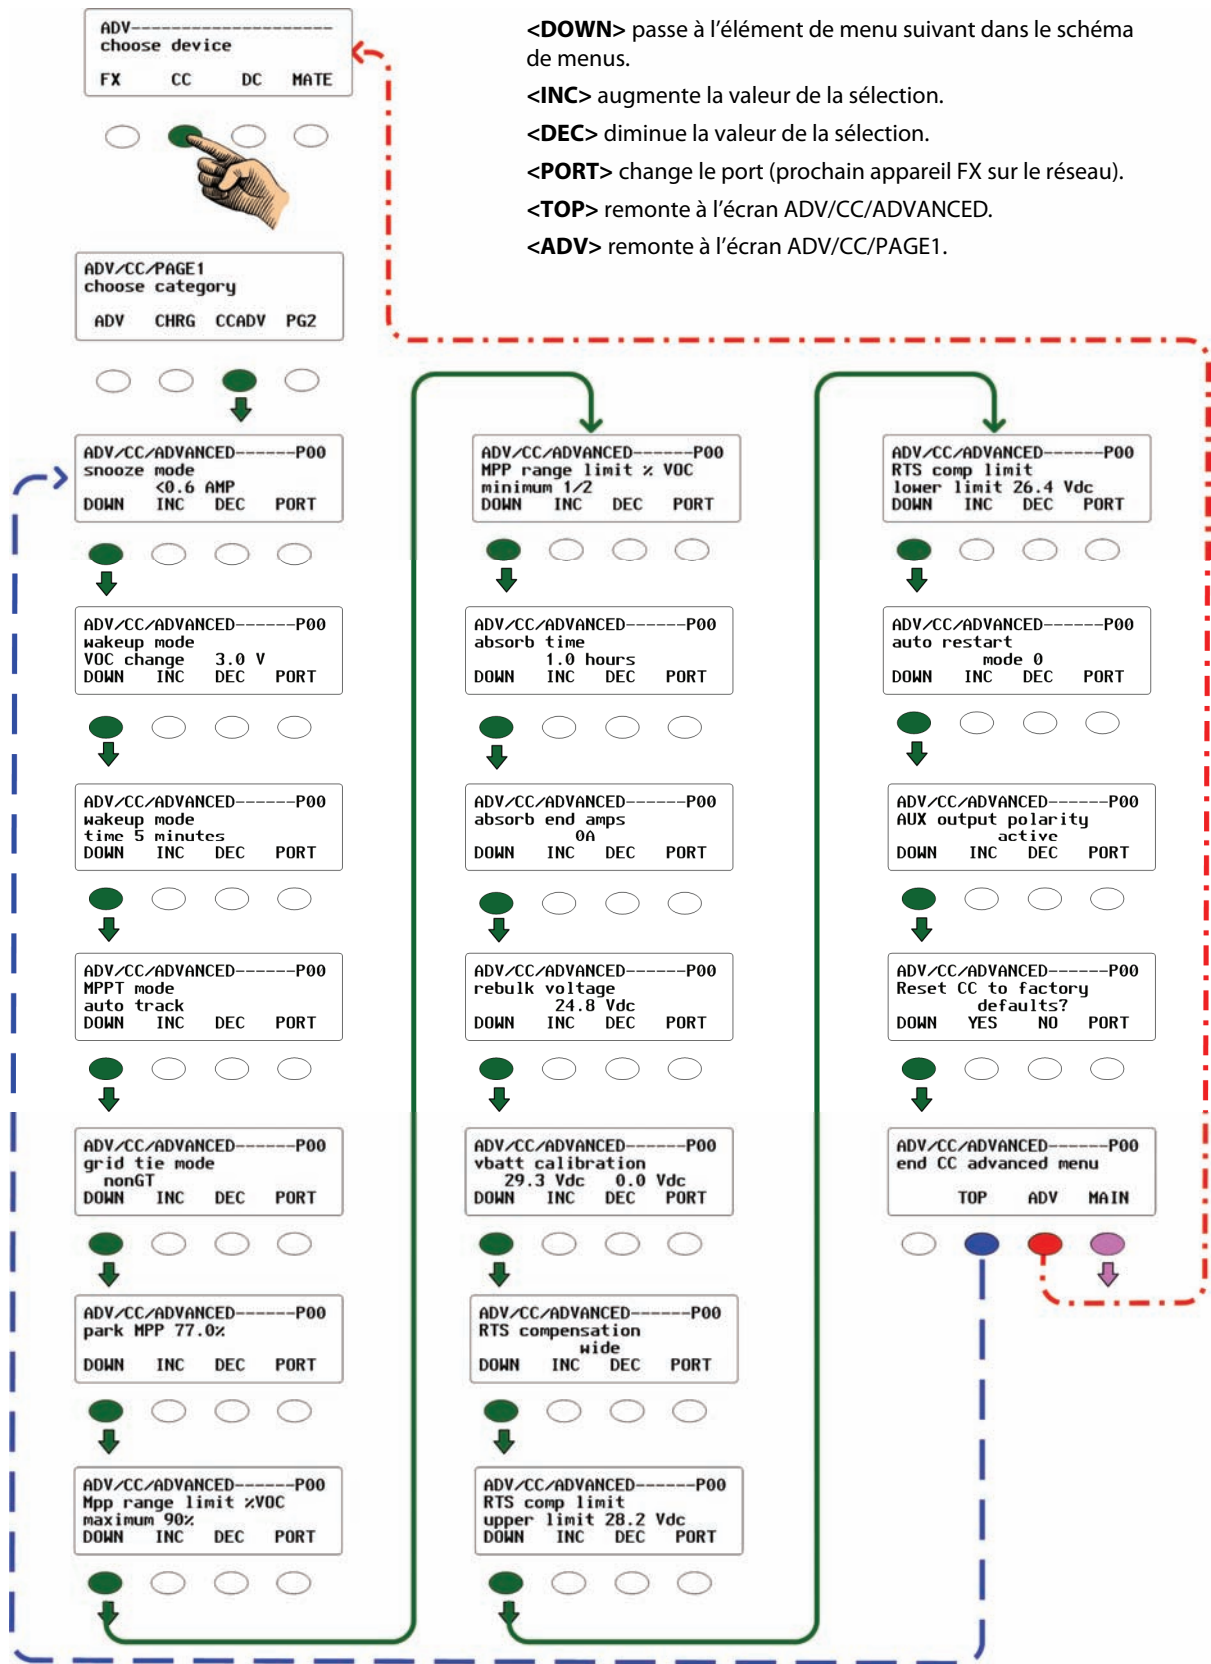 ADV--------------------
choose device
FX CC DC MATE
<DOWN> passe à l’élément de menu suivant dans le schéma
de menus.
<INC> augmente la valeur de la sélection.
<DEC> diminue la valeur de la sélection.
<PORT> change le port (prochain appareil FX sur le réseau).
<TOP> remonte à l’écran ADV/CC/ADVANCED.
<ADV> remonte à l’écran ADV/CC/PAGE1.
ADV/CC/PAGE1
choose category
ADV CHRG CCADV PG2
ADV/CC/ADVANCED------P00
snooze mode
<0.6 AMP
DOWN INC DEC PORT
ADV/CC/ADVANCED------P00
wakeup mode
VOC change 3.0 V
DOWN INC DEC PORT
ADV/CC/ADVANCED------P00
wakeup mode
time 5 minutes
DOWN INC DEC PORT
ADV/CC/ADVANCED------P00
MPPT mode
auto track
DOWN INC DEC PORT
ADV/CC/ADVANCED------P00
grid tie mode
nonGT
DOWN INC DEC PORT
ADV/CC/ADVANCED------P00
park MPP 77.0%
DOWN INC DEC PORT
ADV/CC/ADVANCED------P00
Mpp range limit %VOC
maximum 90%
DOWN INC DEC PORT
ADV/CC/ADVANCED------P00
MPP range limit % VOC
minimum 1/2
DOWN INC DEC PORT
ADV/CC/ADVANCED------P00
absorb time
1.0 hours
DOWN INC DEC PORT
ADV/CC/ADVANCED------P00
absorb end amps
0A
DOWN INC DEC PORT
ADV/CC/ADVANCED------P00
rebulk voltage
24.8 Vdc
DOWN INC DEC PORT
ADV/CC/ADVANCED------P00
vbatt calibration
29.3 Vdc 0.0 Vdc
DOWN INC DEC PORT
ADV/CC/ADVANCED------P00
RTS compensation
wide
DOWN INC DEC PORT
ADV/CC/ADVANCED------P00
RTS comp limit
upper limit 28.2 Vdc
DOWN INC DEC PORT
ADV/CC/ADVANCED------P00
RTS comp limit
lower limit 26.4 Vdc
DOWN INC DEC PORT
ADV/CC/ADVANCED------P00
auto restart
mode 0
DOWN INC DEC PORT
ADV/CC/ADVANCED------P00
AUX output polarity
active
DOWN INC DEC PORT
ADV/CC/ADVANCED------P00
Reset CC to factory
defaults?
DOWN YES NO PORT
ADV/CC/ADVANCED------P00
end CC advanced menu
TOP ADV MAIN